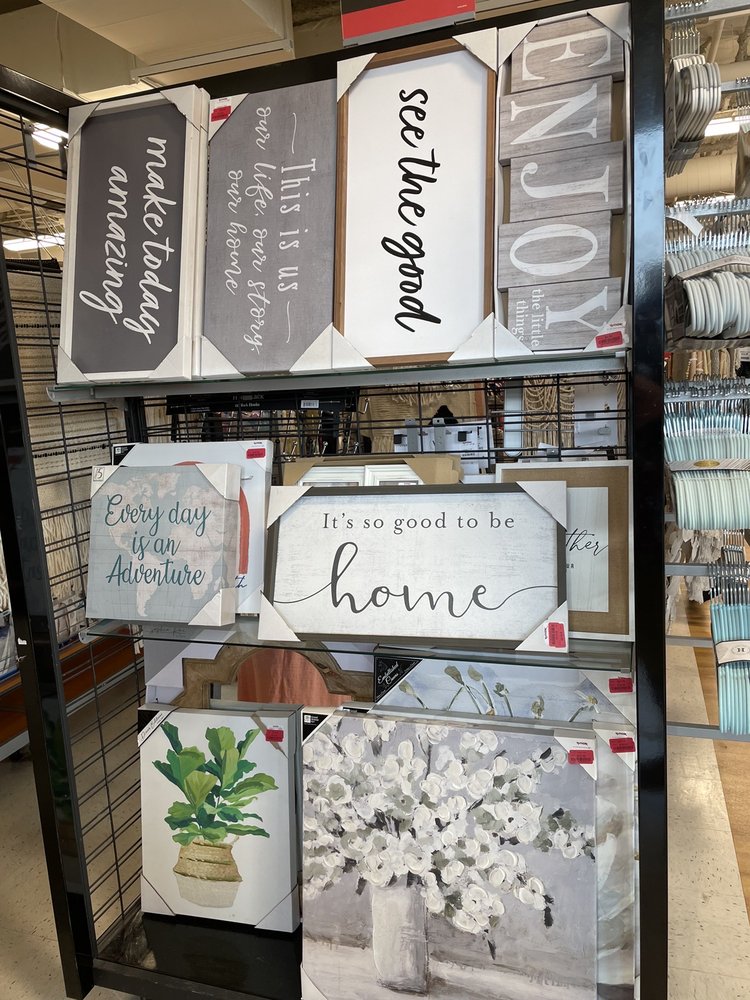 make today
amazing
This is us
our life, our story,
our home
see the good
ENJOY
the little
things
Every day
is an
Adventure
It's so good to be
home
ther